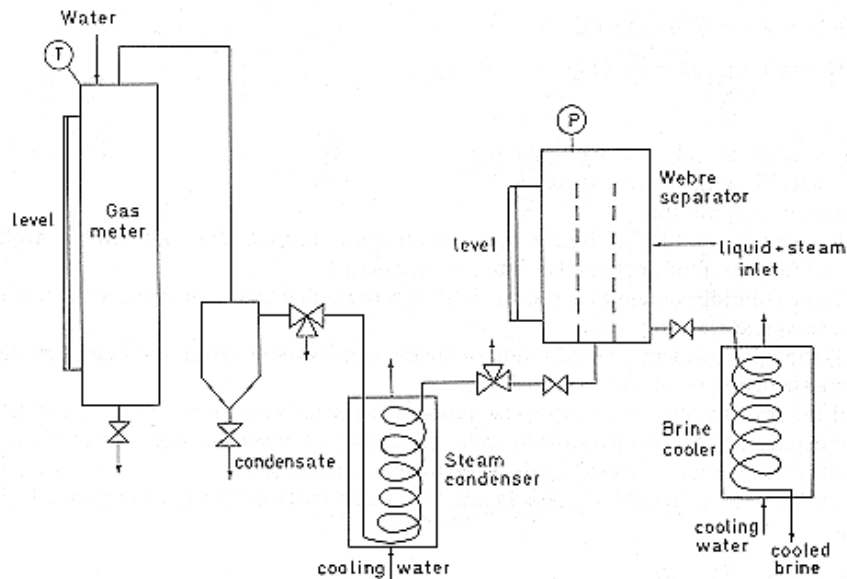 Water
T
level
Gas
meter
condensate
Steam
condenser
cooling water
P
level
Webre
separator
liquid + steam
inlet
Brine
cooler
cooling
water
cooled
brine